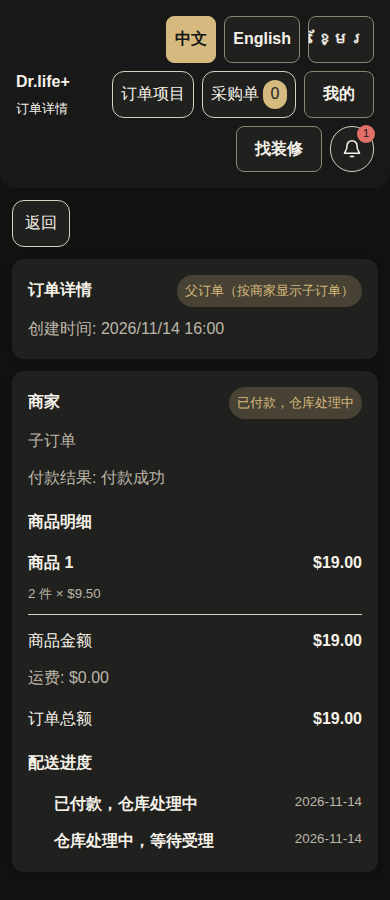 中文
English
ខ្មែរ
Dr.life+
订单详情
订单项目
采购单 0
我的
找装修
1
返回
订单详情
父订单（按商家显示子订单）
创建时间: 2026/11/14 16:00
商家
已付款，仓库处理中
子订单
付款结果: 付款成功
商品明细
商品 1 $19.00
2 件 × $9.50
商品金额 $19.00
运费: $0.00
订单总额 $19.00
配送进度
已付款，仓库处理中 2026-11-14
仓库处理中，等待受理 2026-11-14